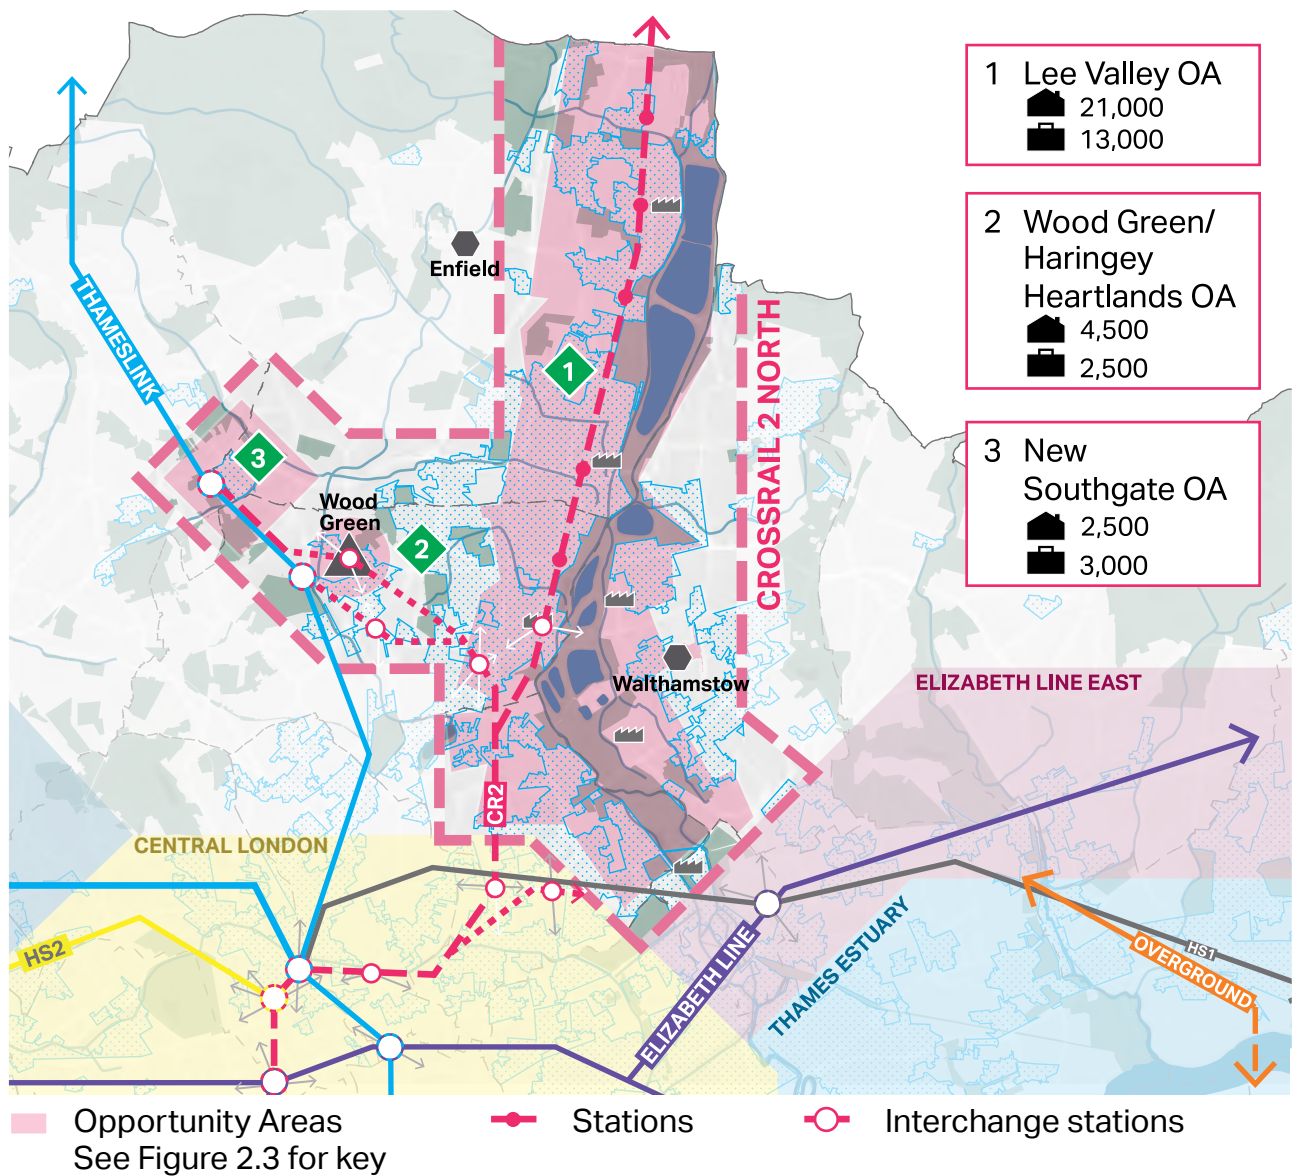 1 Lee Valley OA
21,000
13,000
2 Wood Green/
Haringey
Heartlands OA
4,500
2,500
3 New
Southgate OA
2,500
3,000
THAMESLINK
Enfield
1
3
Wood
Green
2
CROSSRAIL 2 NORTH
Walthamstow
ELIZABETH LINE EAST
CR2
CENTRAL LONDON
HS2
ELIZABETH LINE
THAMES ESTUARY
HS1
OVERGROUND
Opportunity Areas
See Figure 2.3 for key
Stations
Interchange stations